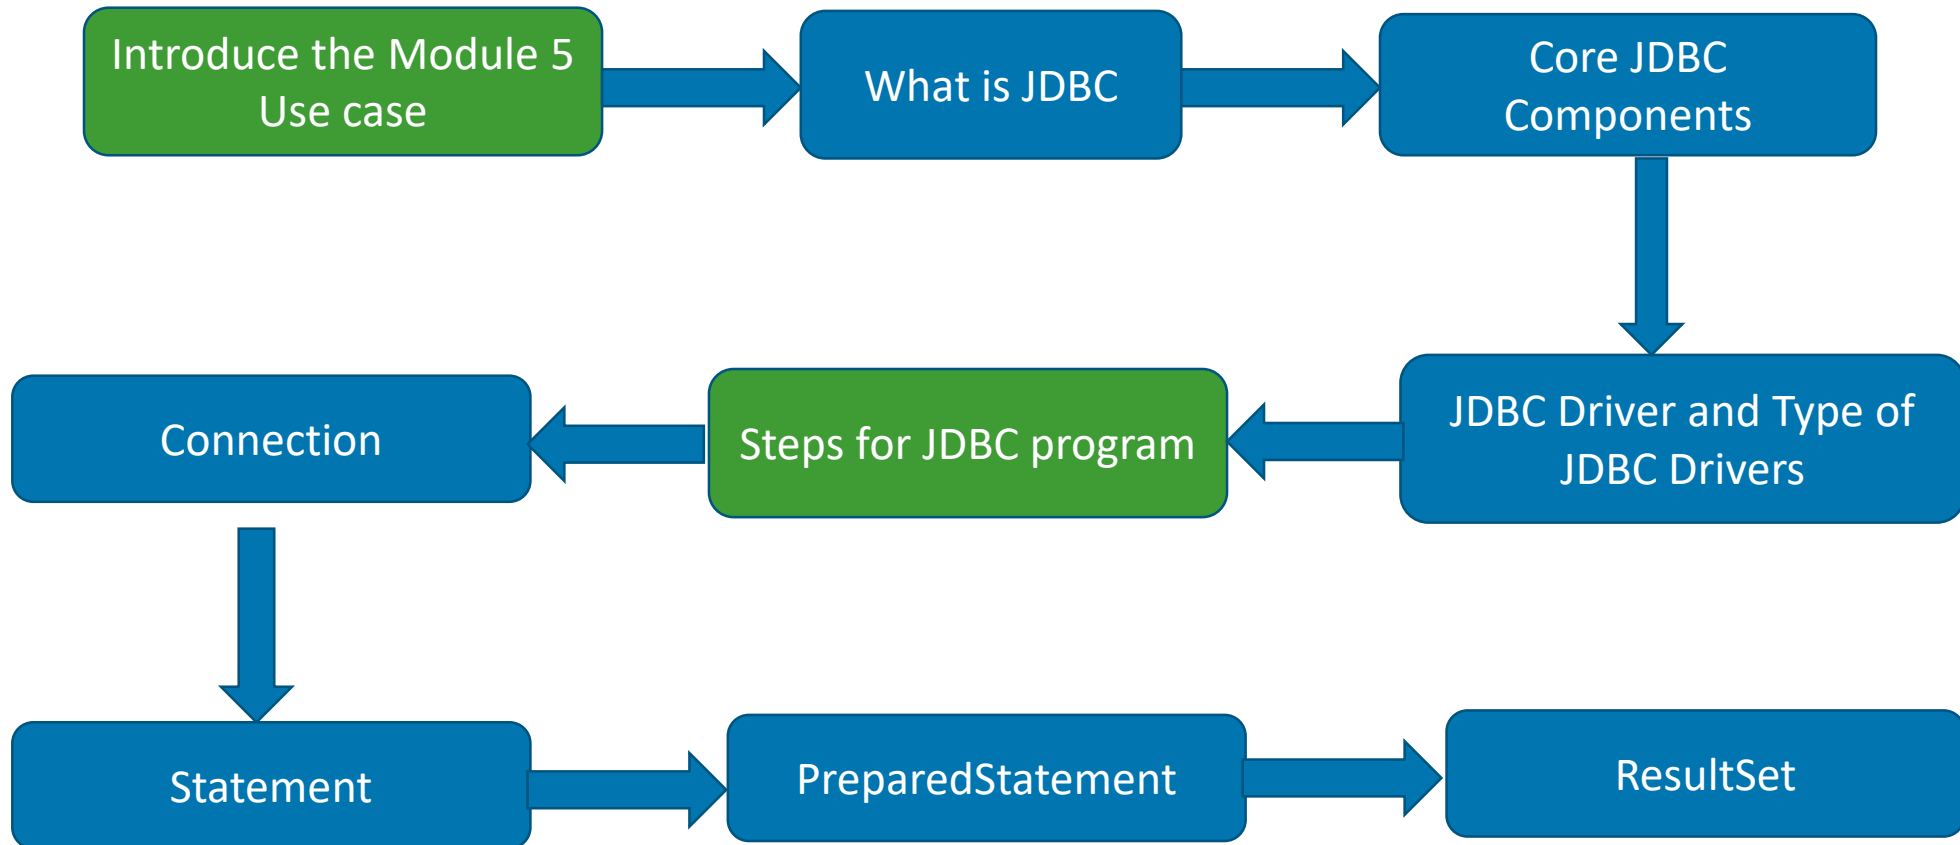 Introduce the Module 5
Use case
What is JDBC
Core JDBC
Components
JDBC Driver and Type of
JDBC Drivers
Steps for JDBC program
Connection
Statement
PreparedStatement
ResultSet